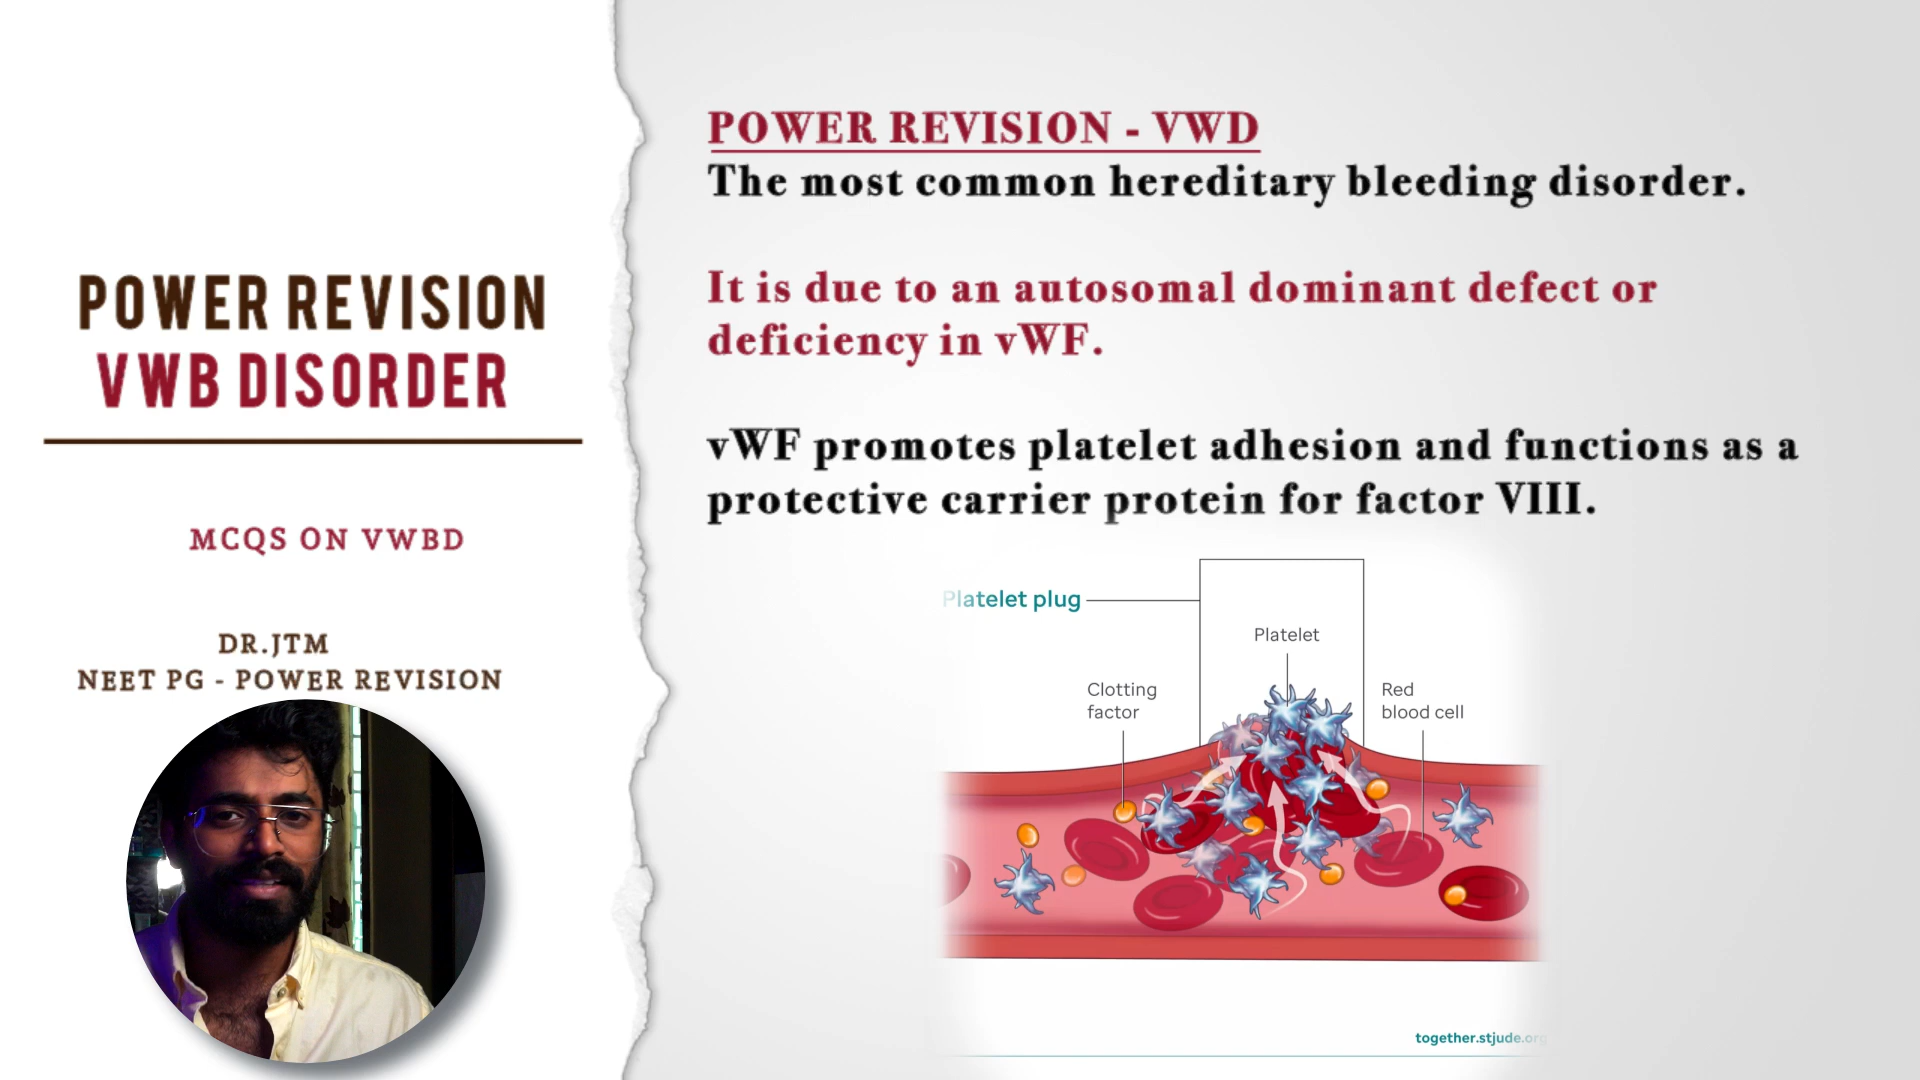 POWER REVISION
VWB DISORDER
MCQS ON VWBD
DR.JTM
NEET PG - POWER REVISION
POWER REVISION - VWD
The most common hereditary bleeding disorder.
It is due to an autosomal dominant defect or
deficiency in vWF.
vWF promotes platelet adhesion and functions as a
protective carrier protein for factor VIII.
Platelet plug
Platelet
Clotting
factor
Red
blood cell
together.stjude.org